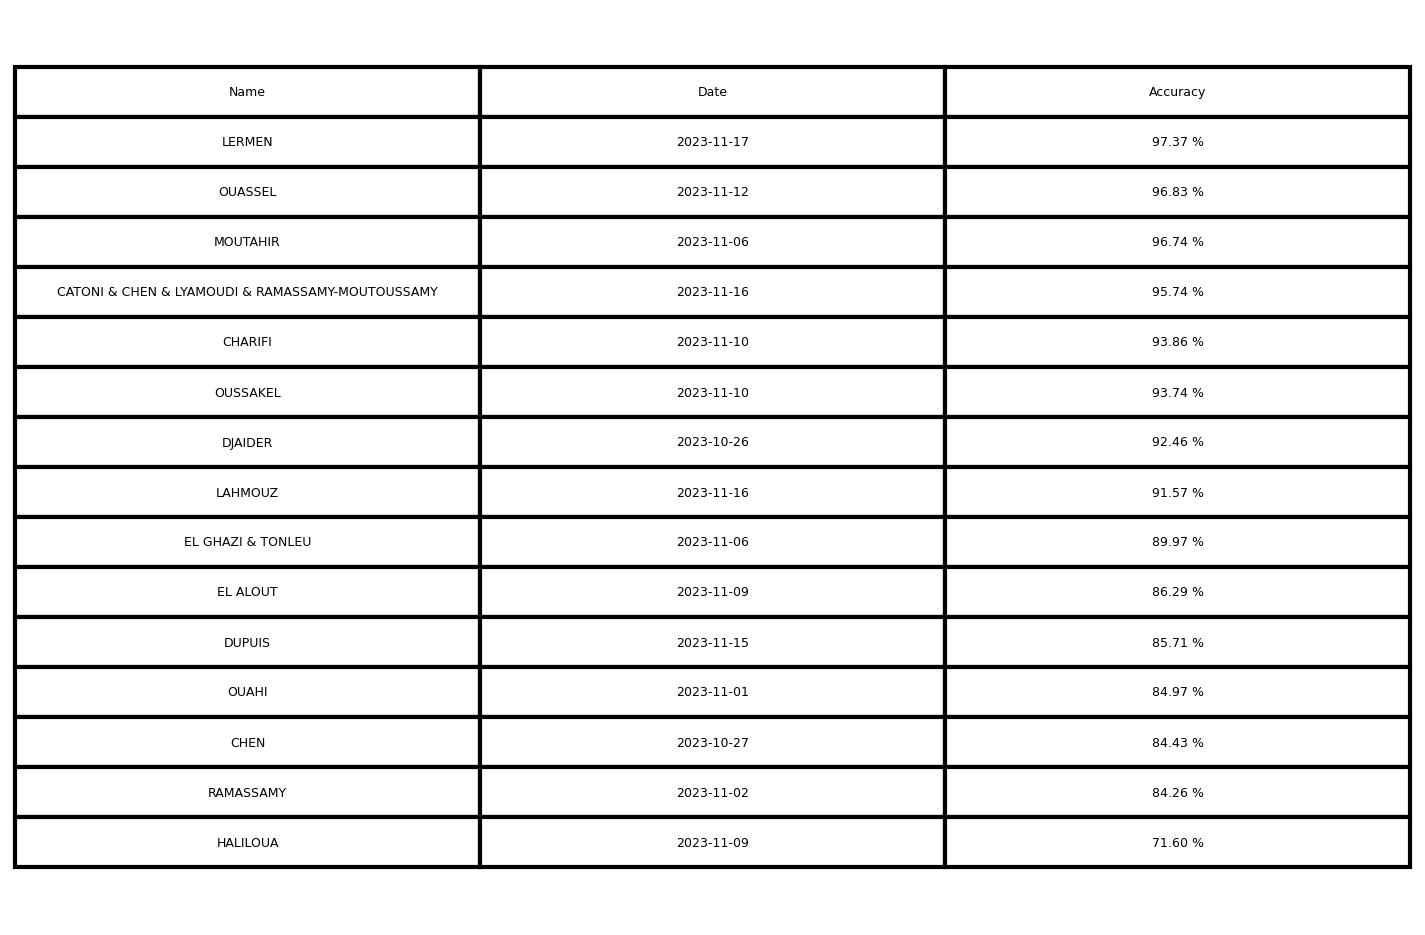 Name Date Accuracy
LERMEN 2023-11-17 97.37 %
OUASSEL 2023-11-12 96.83 %
MOUTAHIR 2023-11-06 96.74 %
CATONI & CHEN & LYAMOUDI & RAMASSAMY-MOUTOUSSAMY 2023-11-16 95.74 %
CHARIFI 2023-11-10 93.86 %
OUSSAKEL 2023-11-10 93.74 %
DJAIDER 2023-10-26 92.46 %
LAHMOUZ 2023-11-16 91.57 %
EL GHAZI & TONLEU 2023-11-06 89.97 %
EL ALOUT 2023-11-09 86.29 %
DUPUIS 2023-11-15 85.71 %
OUAHI 2023-11-01 84.97 %
CHEN 2023-10-27 84.43 %
RAMASSAMY 2023-11-02 84.26 %
HALILOUA 2023-11-09 71.60 %